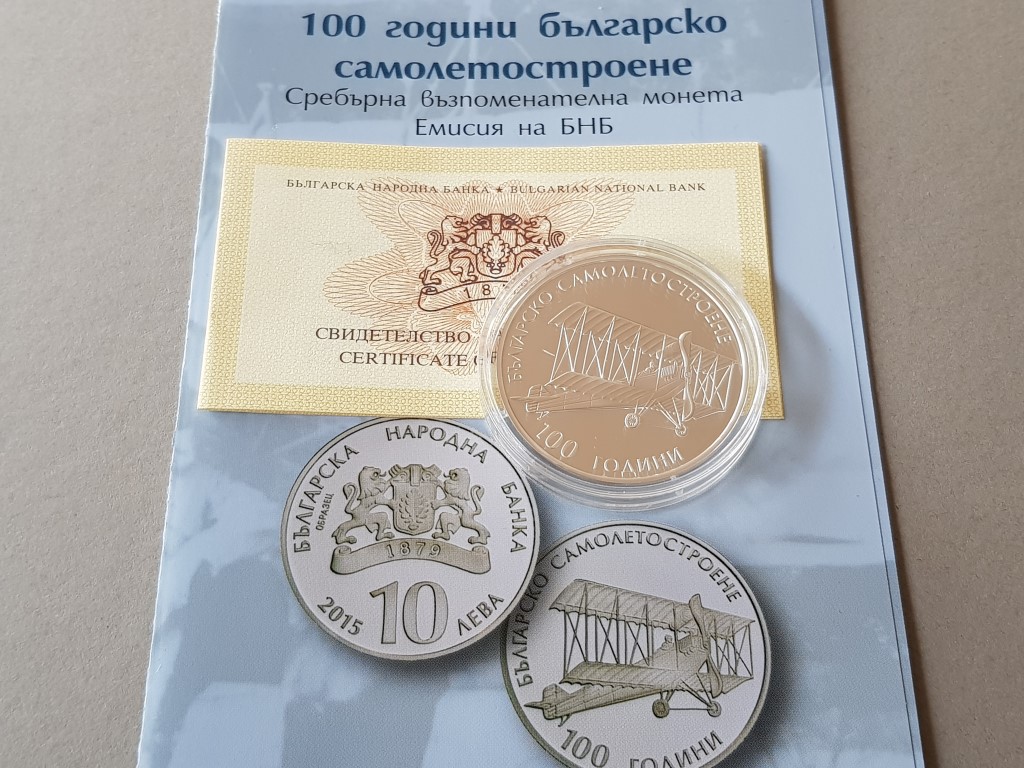 100 години българско
самолетостроене
Сребърна възпоменателна монета
Емисия на БНБ
БЪЛГАРСКА НАРОДНА БАНКА ★ BULGARIAN NATIONAL BANK
СВИДЕТЕЛСТВО
CERTIFICATE
БЪЛГАРСКО САМОЛЕТОСТРОЕНЕ
100 ГОДИНИ
БЪЛГАРСКА НАРОДНА БАНКА
ОБРАЗЕЦ
1879
2015 10 ЛЕВА
БЪЛГАРСКО САМОЛЕТОСТРОЕНЕ
100 ГОДИНИ